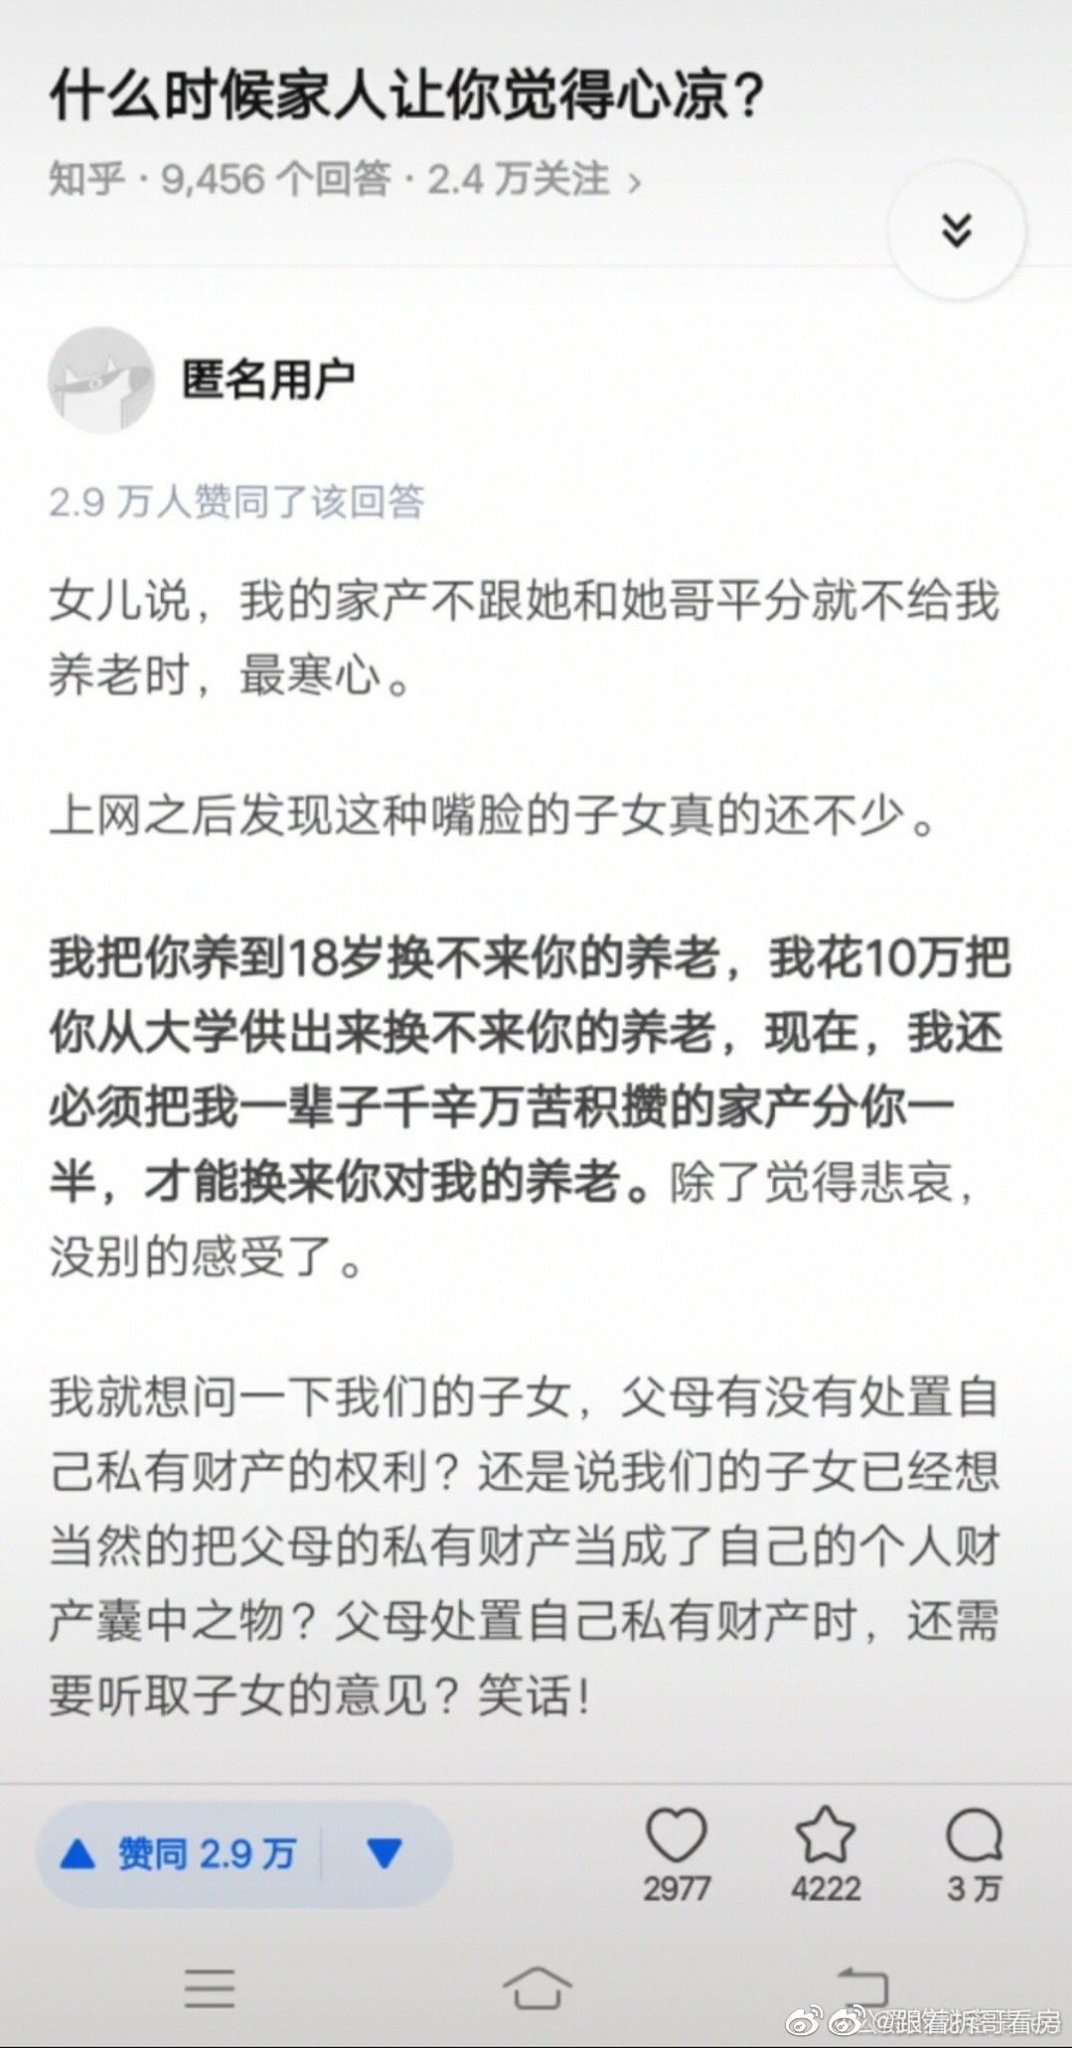 什么时候家人让你觉得心凉？
知乎 · 9,456 个回答 · 2.4 万关注 >
匿名用户
2.9 万人赞同了该回答
女儿说，我的家产不跟她和她哥平分就不给我
养老时，最寒心。
上网之后发现这种嘴脸的子女真的还不少。
我把你养到18岁换不来你的养老，我花10万把
你从大学供出来换不来你的养老，现在，我还
必须把我一辈子千辛万苦积攒的家产分你一
半，才能换来你对我的养老。除了觉得悲哀，
没别的感受了。
我就想问一下我们的子女，父母有没有处置自
己私有财产的权利？还是说我们的子女已经想
当然的把父母的私有财产当成了自己的个人财
产囊中之物？父母处置自己私有财产时，还需
要听取子女的意见？笑话！
赞同 2.9 万
2977
4222
3 万
@跟着拆哥看房